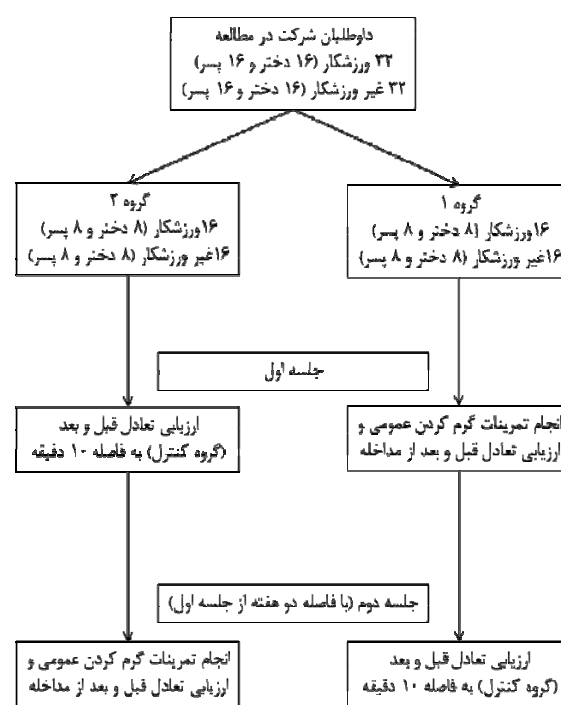 داوطلبان شرکت در مطالعه
۳۲ ورزشکار (۱۶ دختر و ۱۶ پسر)
۳۲ غیر ورزشکار (۱۶ دختر و ۱۶ پسر)
گروه ۱
۱۶ورزشکار (۸ دختر و ۸ پسر)
۱۶غیر ورزشکار (۸ دختر و ۸ پسر)
گروه ۲
۱۶ورزشکار (۸ دختر و ۸ پسر)
۱۶غیر ورزشکار (۸ دختر و ۸ پسر)
جلسه اول
انجام تمرینات گرم کردن عمومی و
ارزیابی تعادل قبل و بعد از مداخله
ارزیابی تعادل قبل و بعد
(گروه کنترل) به فاصله ۱۰ دقیقه
جلسه دوم (با فاصله دو هفته از جلسه اول)
ارزیابی تعادل قبل و بعد
(گروه کنترل) به فاصله ۱۰ دقیقه
انجام تمرینات گرم کردن عمومی و
ارزیابی تعادل قبل و بعد از مداخله